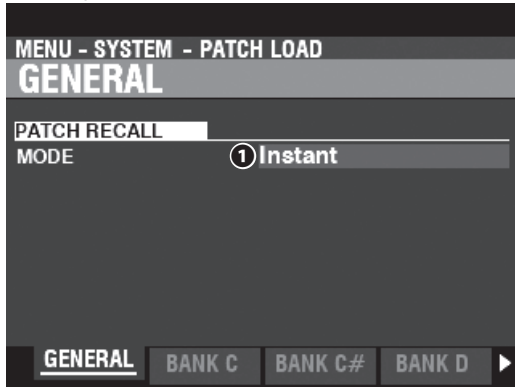 MENU - SYSTEM - PATCH LOAD
GENERAL
PATCH RECALL
MODE 1 Instant
GENERAL BANK C BANK C# BANK D